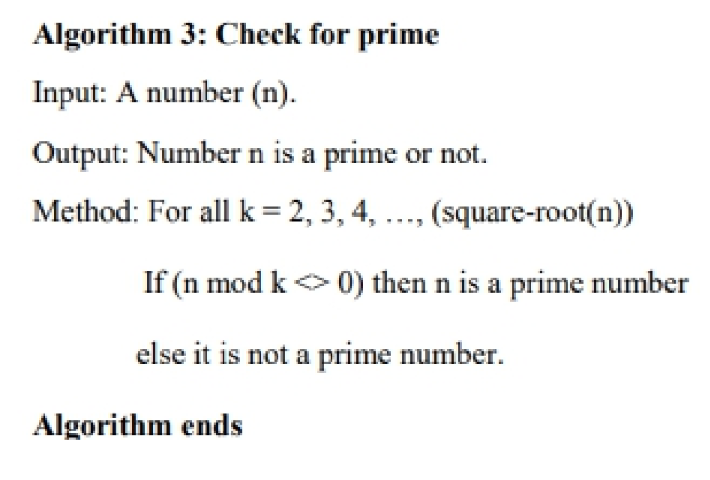 Algorithm 3: Check for prime
Input: A number (n).
Output: Number n is a prime or not.
Method: For all k = 2, 3, 4, …, (square-root(n))
If (n mod k <> 0) then n is a prime number
else it is not a prime number.
Algorithm ends